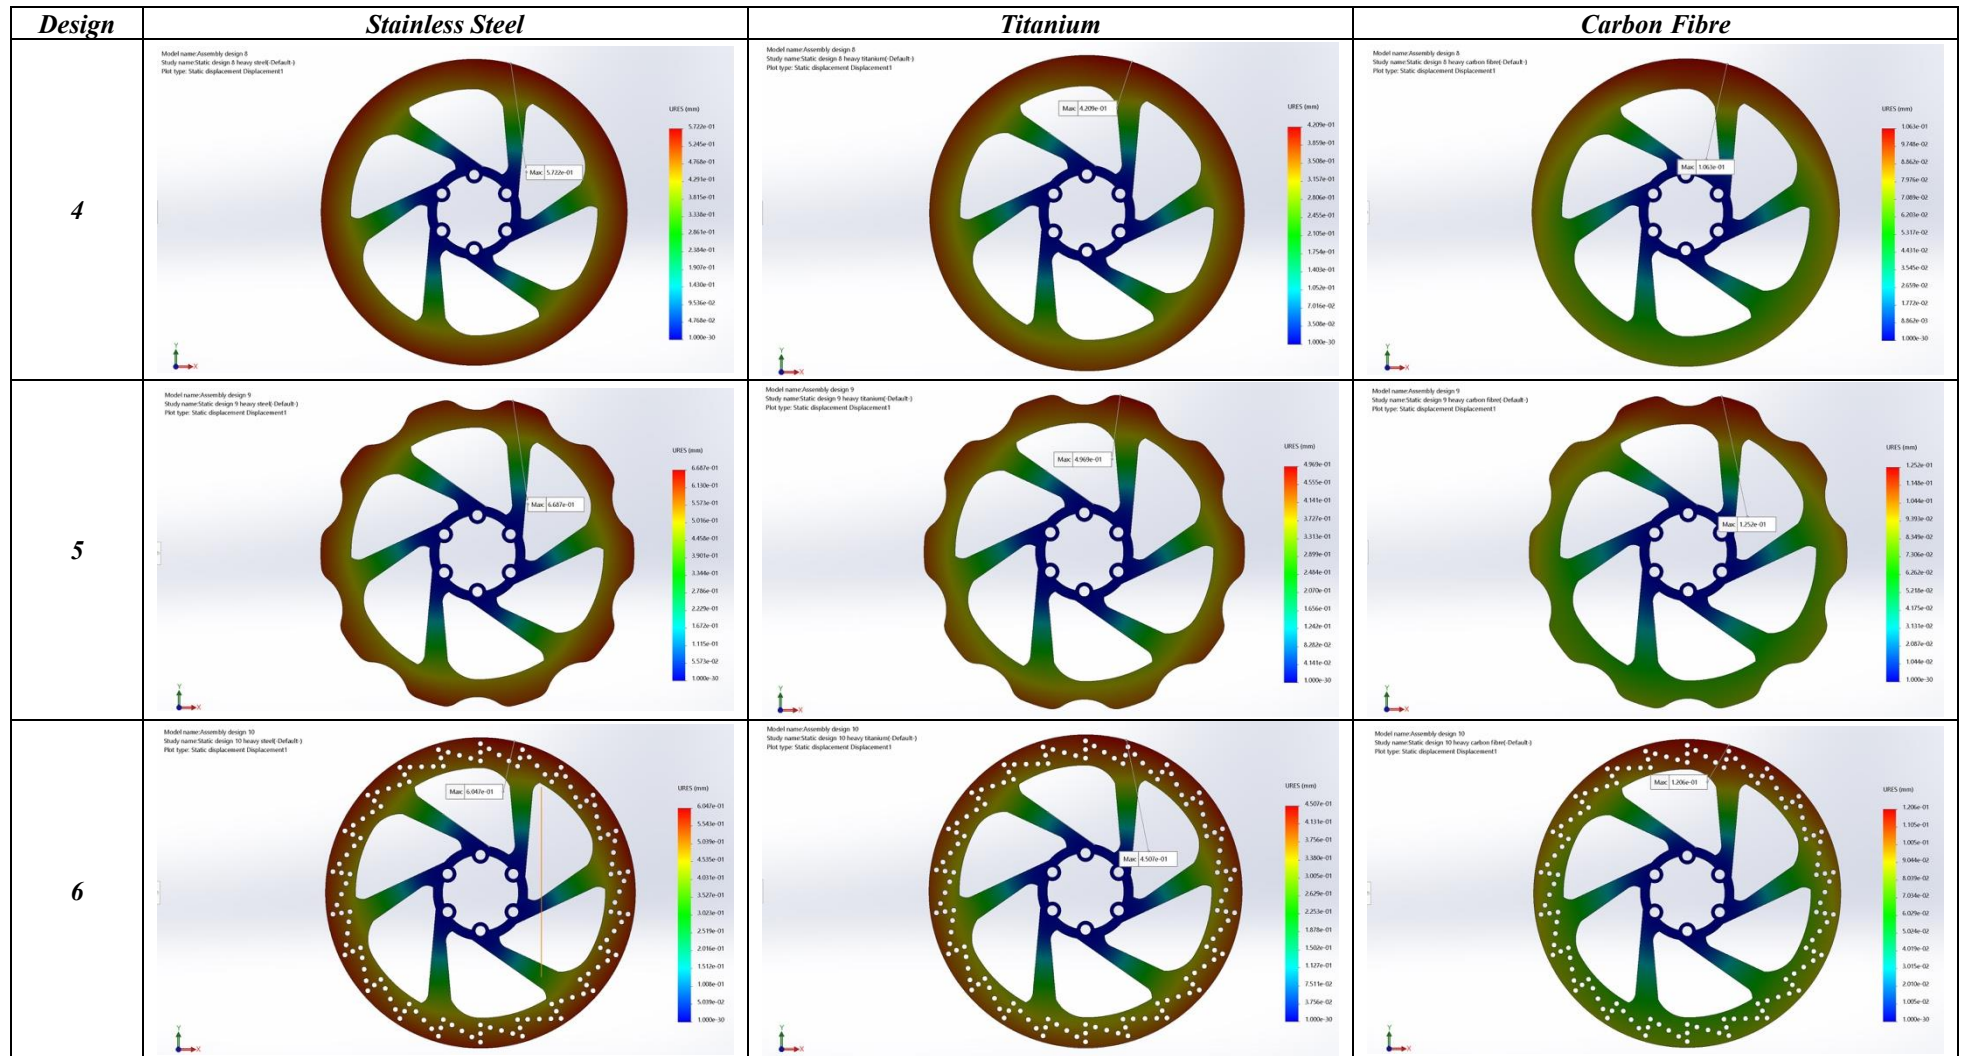 Design Stainless Steel Titanium Carbon Fibre
4
Model name:Assembly design 8
Study name:Static design 8 heavy steel(-Default-)
Plot type: Static displacement Displacement1
URES (mm)
5.722e-01
5.245e-01
4.768e-01
4.291e-01
3.815e-01
3.338e-01
2.861e-01
2.384e-01
1.907e-01
1.430e-01
9.536e-02
4.768e-02
1.000e-30
Max: 5.722e-01
Y
X
Model name:Assembly design 8
Study name:Static design 8 heavy titanium(-Default-)
Plot type: Static displacement Displacement1
URES (mm)
4.209e-01
3.859e-01
3.508e-01
3.157e-01
2.806e-01
2.455e-01
2.105e-01
1.754e-01
1.403e-01
1.052e-01
7.016e-02
3.508e-02
1.000e-30
Max: 4.209e-01
Y
X
Model name:Assembly design 8
Study name:Static design 8 heavy carbon fibre(-Default-)
Plot type: Static displacement Displacement1
URES (mm)
1.063e-01
9.748e-02
8.862e-02
7.976e-02
7.089e-02
6.203e-02
5.317e-02
4.431e-02
3.545e-02
2.659e-02
1.772e-02
8.862e-03
1.000e-30
Max: 1.063e-01
Y
X
5
Model name:Assembly design 9
Study name:Static design 9 heavy steel(-Default-)
Plot type: Static displacement Displacement1
URES (mm)
6.687e-01
6.130e-01
5.573e-01
5.016e-01
4.458e-01
3.901e-01
3.344e-01
2.786e-01
2.229e-01
1.672e-01
1.115e-01
5.573e-02
1.000e-30
Max: 6.687e-01
Y
X
Model name:Assembly design 9
Study name:Static design 9 heavy titanium(-Default-)
Plot type: Static displacement Displacement1
URES (mm)
4.969e-01
4.555e-01
4.141e-01
3.727e-01
3.313e-01
2.899e-01
2.484e-01
2.070e-01
1.656e-01
1.242e-01
8.282e-02
4.141e-02
1.000e-30
Max: 4.969e-01
Y
X
Model name:Assembly design 9
Study name:Static design 9 heavy carbon fibre(-Default-)
Plot type: Static displacement Displacement1
URES (mm)
1.252e-01
1.148e-01
1.044e-01
9.393e-02
8.349e-02
7.306e-02
6.262e-02
5.218e-02
4.175e-02
3.131e-02
2.087e-02
1.044e-02
1.000e-30
Max: 1.252e-01
Y
X
6
Model name:Assembly design 10
Study name:Static design 10 heavy steel(-Default-)
Plot type: Static displacement Displacement1
URES (mm)
6.047e-01
5.543e-01
5.039e-01
4.535e-01
4.031e-01
3.527e-01
3.023e-01
2.519e-01
2.016e-01
1.512e-01
1.008e-01
5.039e-02
1.000e-30
Max: 6.047e-01
Y
X
Model name:Assembly design 10
Study name:Static design 10 heavy titanium(-Default-)
Plot type: Static displacement Displacement1
URES (mm)
4.507e-01
4.131e-01
3.756e-01
3.380e-01
3.005e-01
2.629e-01
2.253e-01
1.878e-01
1.502e-01
1.127e-01
7.511e-02
3.756e-02
1.000e-30
Max: 4.507e-01
Y
X
Model name:Assembly design 10
Study name:Static design 10 heavy carbon fibre(-Default-)
Plot type: Static displacement Displacement1
URES (mm)
1.206e-01
1.105e-01
1.005e-01
9.044e-02
8.039e-02
7.034e-02
6.029e-02
5.024e-02
4.019e-02
3.015e-02
2.010e-02
1.005e-02
1.000e-30
Max: 1.206e-01
Y
X